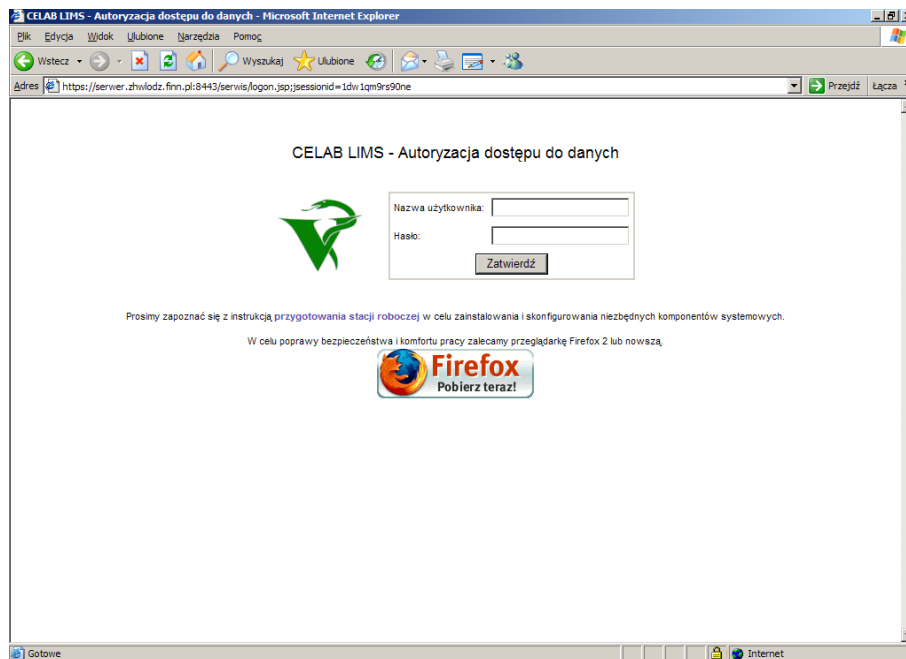 CELAB LIMS - Autoryzacja dostępu do danych - Microsoft Internet Explorer
Plik Edycja Widok Ulubione Narzędzia Pomoc
Wstecz Wyszukaj Ulubione
Adres https://serwer.zhwlodz.finn.pl:8443/serwis/logon.jsp;jsessionid=1dw1qm9rs90ne Przejdź Łącza
CELAB LIMS - Autoryzacja dostępu do danych
Nazwa użytkownika:
Hasło:
Zatwierdź
Prosimy zapoznać się z instrukcją przygotowania stacji roboczej w celu zainstalowania i skonfigurowania niezbędnych komponentów systemowych.
W celu poprawy bezpieczeństwa i komfortu pracy zalecamy przeglądarkę Firefox 2 lub nowszą.
Firefox
Pobierz teraz!
Gotowe Internet